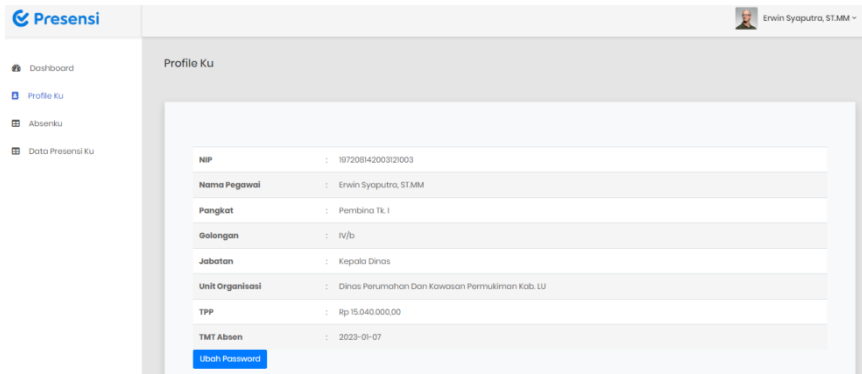 Presensi
Erwin Syaputra, ST.MM
Dashboard
Profile Ku
Absenku
Data Presensi Ku
Profile Ku
NIP : 197208142003121003
Nama Pegawai : Erwin Syaputra, ST.MM
Pangkat : Pembina Tk. I
Golongan : IV/b
Jabatan : Kepala Dinas
Unit Organisasi : Dinas Perumahan Dan Kawasan Permukiman Kab. LU
TPP : Rp 15.040.000,00
TMT Absen : 2023-01-07
Ubah Password